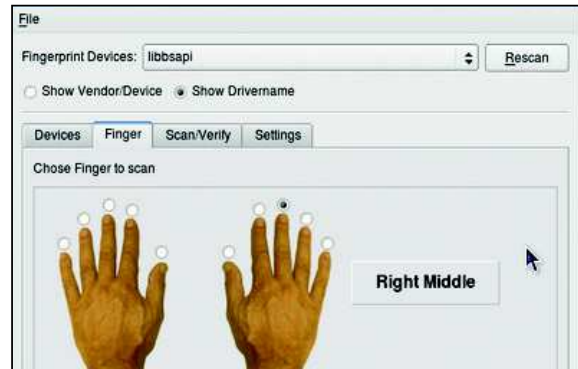 File
Fingerprint Devices: libbsapi Rescan
Show Vendor/Device Show Drivername
Devices Finger Scan/Verify Settings
Chose Finger to scan
Right Middle